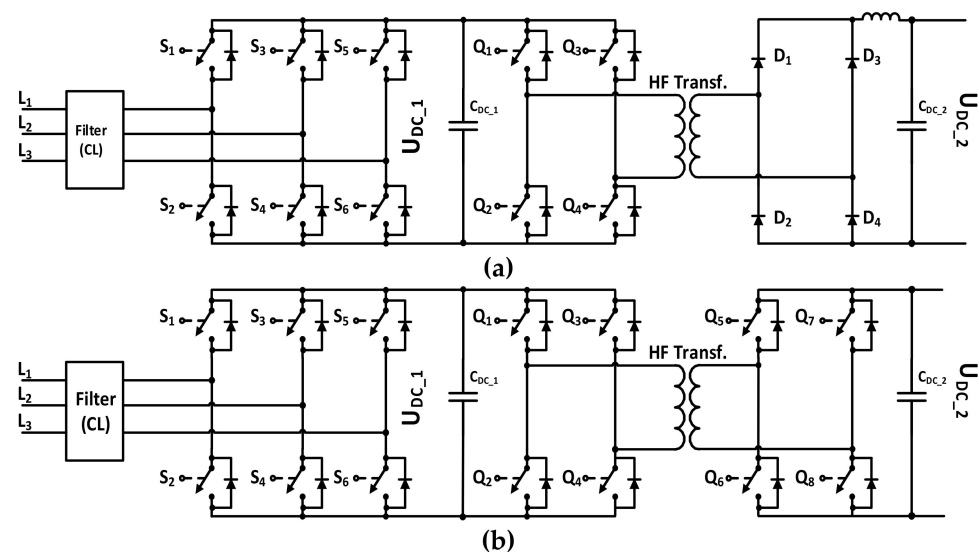 S1 S3 S5 Q1 Q3
D1 D3
HF Transf.
L1
L2
L3
Filter
(CL)
UDC_1
CDC_1
CDC_2
UDC_2
S2 S4 S6 Q2 Q4
D2 D4
(a)
S1 S3 S5 Q1 Q3 Q5 Q7
HF Transf.
L1
L2
L3
Filter
(CL)
UDC_1
CDC_1
CDC_2
UDC_2
S2 S4 S6 Q2 Q4 Q6 Q8
(b)